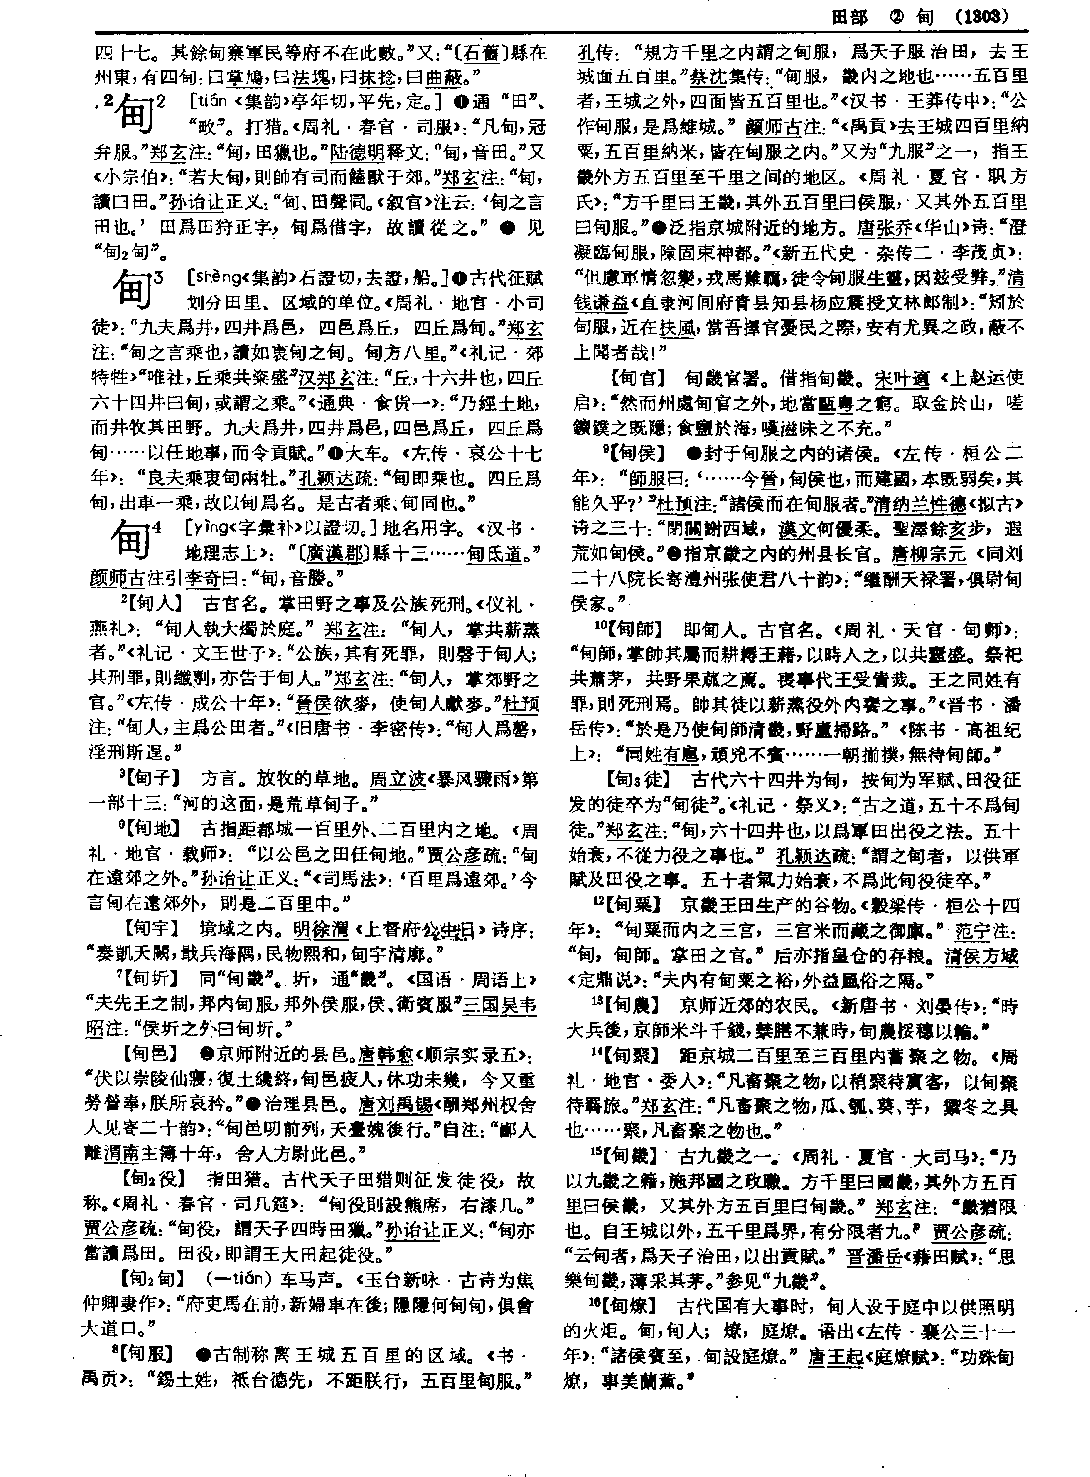 田部 ② 甸 (1303)
四十七。其餘甸寨軍民等府不在此數。”又：“〔石舊〕縣在
州東，有四甸：曰掌鳩，曰法塊，曰抹捻，曰曲蔽。”
2甸2 [tián《集韵》亭年切，平先，定。]❶通“田”、
“畋”。打猎。《周礼·春官·司服》：“凡甸，冠
弁服。”郑玄注：“甸，田獵也。”陆德明释文：“甸，音田。”又
《小宗伯》：“若大甸，則帥有司而饁獸于郊。”郑玄注：“甸，
讀曰田。”孙诒让正义：“甸、田聲同。《叙官》注云：‘甸之言
田也。’田爲田狩正字，甸爲借字，故讀從之。”❷见
“甸2甸”。
甸3 [shèng《集韵》石證切，去證，船。]❶古代征赋
划分田里、区域的单位。《周礼·地官·小司
徒》：“九夫爲井，四井爲邑，四邑爲丘，四丘爲甸。”郑玄
注：“甸之言乘也，讀如衷甸之甸。甸方八里。”《礼记·郊
特牲》“唯社，丘乘共粢盛”汉郑玄注：“丘，十六井也，四丘
六十四井曰甸，或謂之乘。”《通典·食货一》：“乃經土地，
而井牧其田野。九夫爲井，四井爲邑，四邑爲丘，四丘爲
甸……以任地事，而令貢賦。”❷大车。《左传·哀公十七
年》：“良夫乘衷甸兩牡。”孔颖达疏：“甸即乘也。四丘爲
甸，出車一乘，故以甸爲名。是古者乘、甸同也。”
甸4 [yìng《字彙补》以證切。]地名用字。《汉书·
地理志上》：“〔廣漢郡〕縣十三……甸氐道。”
颜师古注引李奇曰：“甸，音媵。”
2【甸人】 古官名。掌田野之事及公族死刑。《仪礼·
燕礼》：“甸人執大燭於庭。”郑玄注：“甸人，掌共薪蒸
者。”《礼记·文王世子》：“公族，其有死罪，則磬于甸人；
其刑罪，則纖剸，亦告于甸人。”郑玄注：“甸人，掌郊野之
官。”《左传·成公十年》：“晉侯欲麥，使甸人獻麥。”杜预
注：“甸人，主爲公田者。”《旧唐书·李密传》：“甸人爲罄，
淫刑斯逞。”
3【甸子】 方言。放牧的草地。周立波《暴风骤雨》第
一部十三：“河的这面，是荒草甸子。”
9【甸地】 古指距都城一百里外、二百里内之地。《周
礼·地官·载师》：“以公邑之田任甸地。”贾公彦疏：“甸
在遠郊之外。”孙诒让正义：“《司馬法》：‘百里爲遠郊。’今
言甸在遠郊外，則是二百里中。”
【甸宇】 境域之内。明徐渭《上督府公生日》诗序：
“奏凱天闕，戢兵海隅，民物熙和，甸宇清廓。”
7【甸圻】 同“甸畿”。圻，通“畿”。《国语·周语上》
“夫先王之制，邦内甸服，邦外侯服，侯、衛賓服”三国吴韦
昭注：“侯圻之外曰甸圻。”
【甸邑】 ❶京师附近的县邑。唐韩愈《顺宗实录五》：
“伏以崇陵仙寢，復土纔終，甸邑疲人，休功未幾，今又重
勞營奉，朕所哀矜。”❷治理县邑。唐刘禹锡《酬郑州权舍
人见寄二十韵》：“甸邑叨前列，天臺媿後行。”自注：“鄙人
離渭南主簿十年，舍人方尉此邑。”
【甸2役】 指田猎。古代天子田猎则征发徒役，故
称。《周礼·春官·司几筵》：“甸役則設熊席，右漆几。”
贾公彦疏：“甸役，謂天子四時田獵。”孙诒让正义：“甸亦
當讀爲田。田役，即謂王大田起徒役。”
【甸2甸】 （—tián）车马声。《玉台新咏·古诗为焦
仲卿妻作》：“府吏馬在前，新婦車在後；隱隱何甸甸，俱會
大道口。”
8【甸服】 ❶古制称离王城五百里的区域。《书·
禹贡》：“錫土姓，祗台德先，不距朕行，五百里甸服。”
孔传：“規方千里之内謂之甸服，爲天子服治田，去王
城面五百里。”蔡沈集传：“甸服，畿内之地也……五百里
者，王城之外，四面皆五百里也。”《汉书·王莽传中》：“公
作甸服，是爲維城。”颜师古注：“《禹貢》去王城四百里納
粟，五百里納米，皆在甸服之内。”又为“九服”之一，指王
畿外方五百里至千里之间的地区。《周礼·夏官·职方
氏》：“方千里曰王畿，其外方五百里曰侯服，又其外方五百里
曰甸服。”❷泛指京城附近的地方。唐张乔《华山》诗：“澄
凝臨甸服，險固束神都。”《新五代史·杂传二·李茂贞》：
“但慮軍情忽變，戎馬難羈，徒令甸服生靈，因兹受弊。”清
钱谦益《直隶河间府青县知县杨应震授文林郎制》：“矧於
甸服，近在扶風，當吾擇官憂民之際，安有尤異之政，蔽不
上聞者哉！”
【甸官】 甸畿官署。借指甸畿。宋叶適《上赵运使
启》：“然而州處甸官之外，地當甌粵之窮。取金於山，嗟
鑛鏷之既隱；食鹽於海，嘆滋味之不充。”
9【甸侯】 ❶封于甸服之内的诸侯。《左传·桓公二
年》：“師服曰：‘……今晉，甸侯也，而建國，本既弱矣，其
能久乎？’”杜预注：“諸侯而在甸服者。”清纳兰性德《拟古》
诗之三十：“閉關謝西域，漢文何優柔。聖澤餘亥步，遐
荒如甸侯。”❷指京畿之内的州县长官。唐柳宗元《同刘
二十八院长寄澧州张使君八十韵》：“繼酬天禄署，俱尉甸
侯家。”
10【甸師】 即甸人。古官名。《周礼·天官·甸师》：
“甸師，掌帥其屬而耕耨王藉，以時入之，以共齍盛。祭祀
共蕭茅，共野果蓏之薦。喪事代王受眚烖。王之同姓有
罪，則死刑焉。帥其徒以薪蒸役外内饔之事。”《晋书·潘
岳传》：“於是乃使甸師清畿，野廬掃路。”《陈书·高祖纪
上》：“同姓有扈，頑兇不賓……一朝揃撲，無待甸師。”
【甸3徒】 古代六十四井为甸，按甸为军赋、田役征
发的徒卒为“甸徒”。《礼记·祭义》：“古之道，五十不爲甸
徒。”郑玄注：“甸，六十四井也，以爲軍田出役之法。五十
始衰，不從力役之事也。”孔颖达疏：“謂之甸者，以供軍
賦及田役之事。五十者氣力始衰，不爲此甸役徒卒。”
12【甸粟】 京畿王田生产的谷物。《穀梁传·桓公十四
年》：“甸粟而内之三宫，三宫米而藏之御廩。”范宁注：
“甸，甸師。掌田之官。”后亦指皇仓的存粮。清侯方域
《定鼎说》：“夫内有甸粟之裕，外益風俗之隔。”
13【甸農】 京师近郊的农民。《新唐书·刘晏传》：“時
大兵後，京師米斗千錢，禁膳不兼時，甸農挼穗以輸。”
14【甸聚】 距京城二百里至三百里内蓄聚之物。《周
礼·地官·委人》：“凡畜聚之物，以稍聚待賓客，以甸聚
待羇旅。”郑玄注：“凡畜聚之物，瓜、瓠、葵、芋，禦冬之具
也……聚，凡畜聚之物也。”
15【甸畿】 古九畿之一。《周礼·夏官·大司马》：“乃
以九畿之籍，施邦國之政職。方千里曰國畿，其外方五百
里曰侯畿，又其外方五百里曰甸畿。”郑玄注：“畿猶限
也。自王城以外，五千里爲界，有分限者九。”贾公彦疏：
“云甸者，爲天子治田，以出貢賦。”晋潘岳《藉田赋》：“思
樂甸畿，薄采其茅。”参见“九畿”。
16【甸燎】 古代国有大事时，甸人设于庭中以供照明
的火炬。甸，甸人；燎，庭燎。语出《左传·襄公三十一
年》：“諸侯賓至，甸設庭燎。”唐王起《庭燎赋》：“功殊甸
燎，事美蘭薰。”